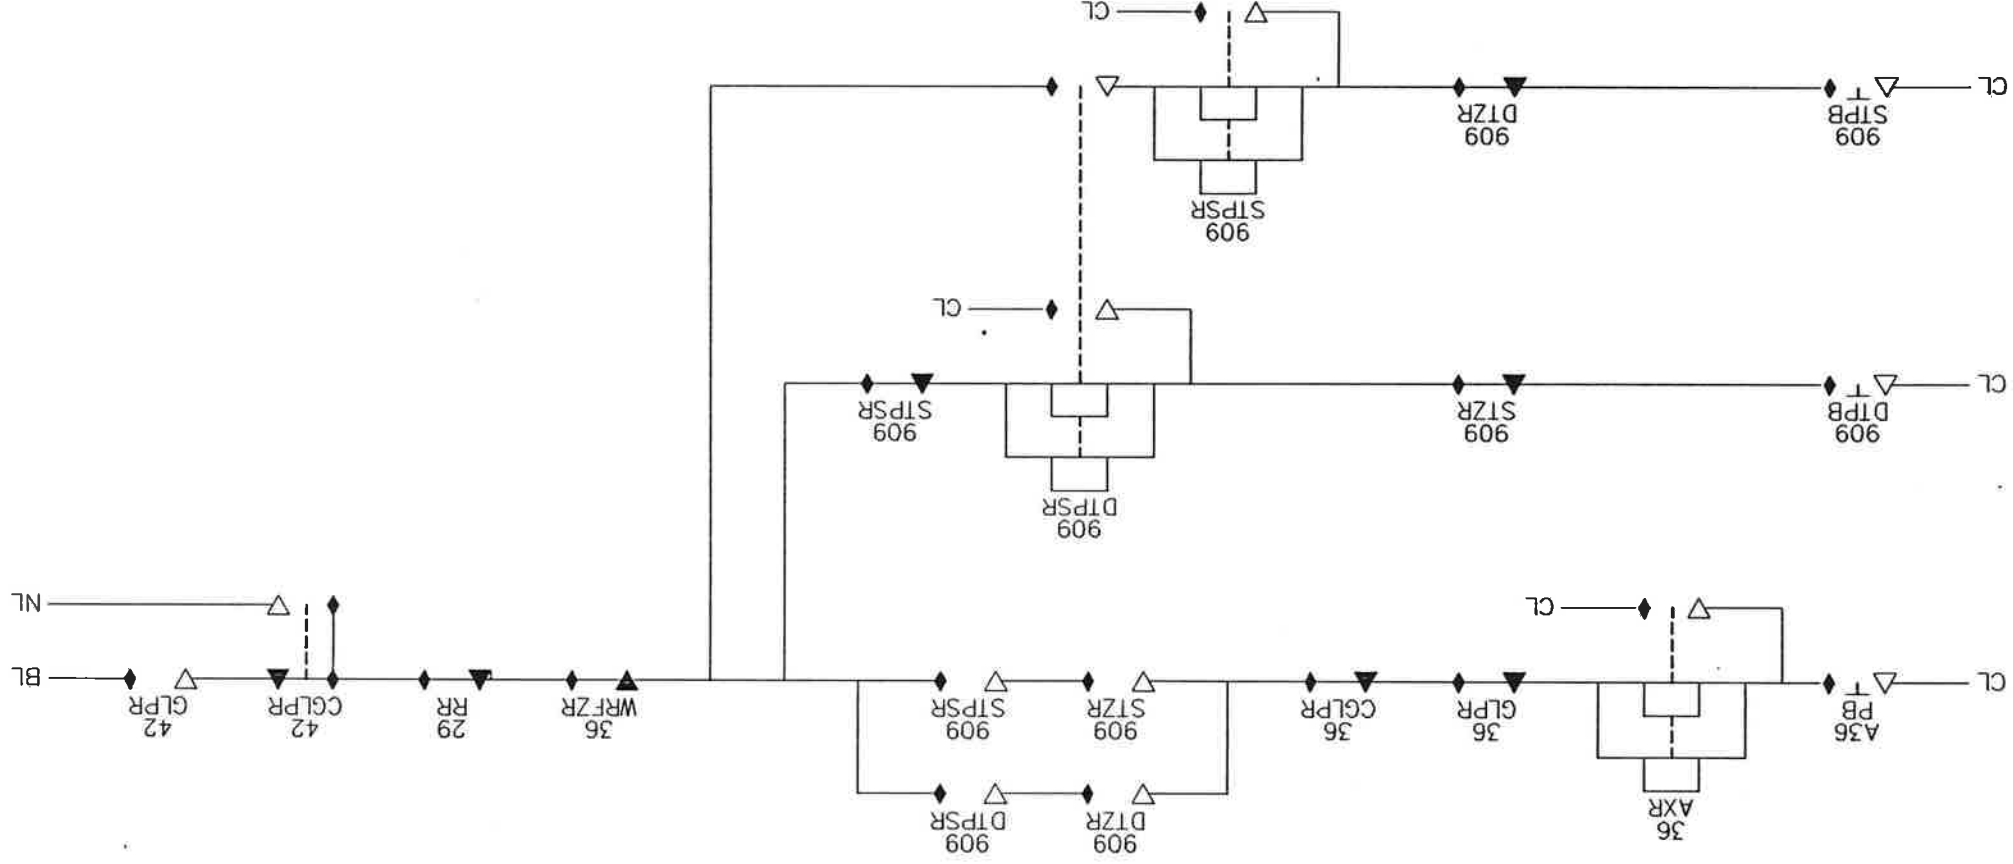 909
DTZR
909
DTPSR
36
AXR
A36
PB
36
GLPR
36
CGLPR
909
STZR
909
STPSR
36
WRFZR
29
RR
42
CGLPR
42
GLPR
CL
BL
CL
NL
909
DTPSR
909
DTPB
909
STZR
909
STPSR
CL
CL
909
STPSR
909
STPB
909
DTZR
CL
CL